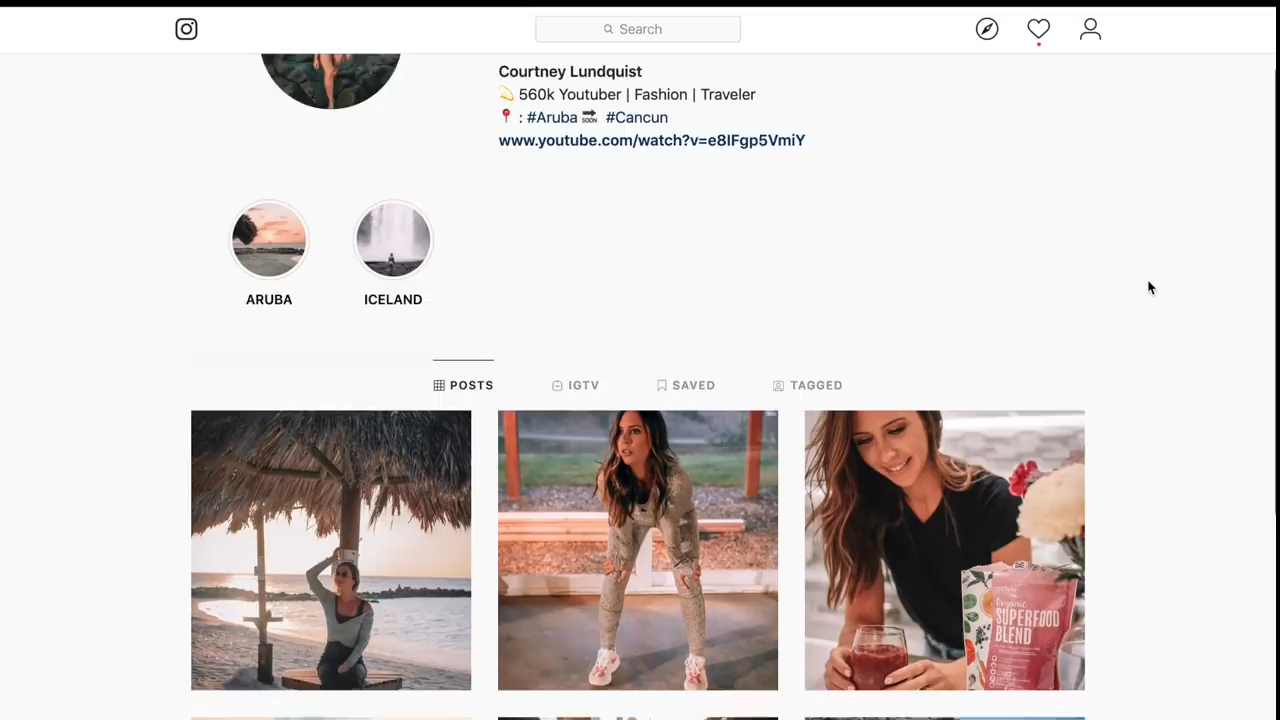 Search
Courtney Lundquist
💫 560k Youtuber | Fashion | Traveler
📍 : #Aruba 🔜 #Cancun
www.youtube.com/watch?v=e8IFgp5VmiY
ARUBA
ICELAND
POSTS
IGTV
SAVED
TAGGED
Organic
SUPERFOOD
BLEND